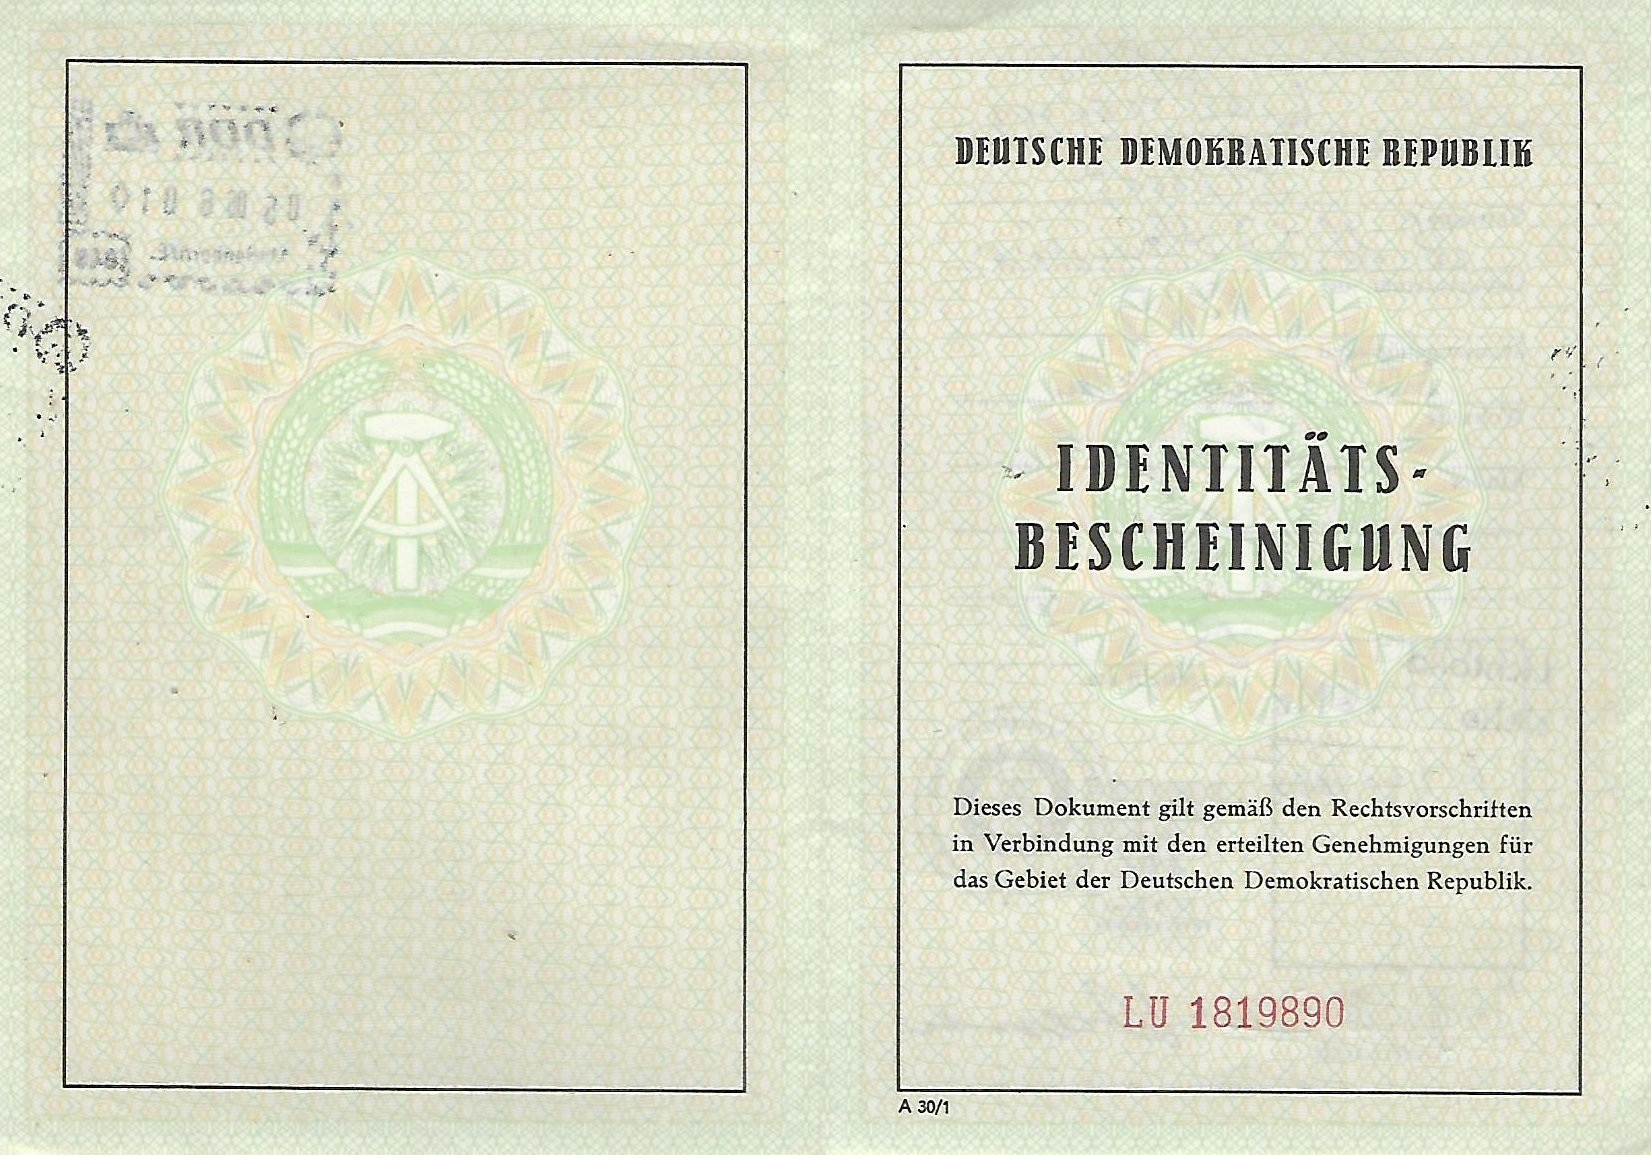 DEUTSCHE DEMOKRATISCHE REPUBLIK
IDENTITÄTS-
BESCHEINIGUNG
Dieses Dokument gilt gemäß den Rechtsvorschriften
in Verbindung mit den erteilten Genehmigungen für
das Gebiet der Deutschen Demokratischen Republik.
LU 1819890
A 30/1